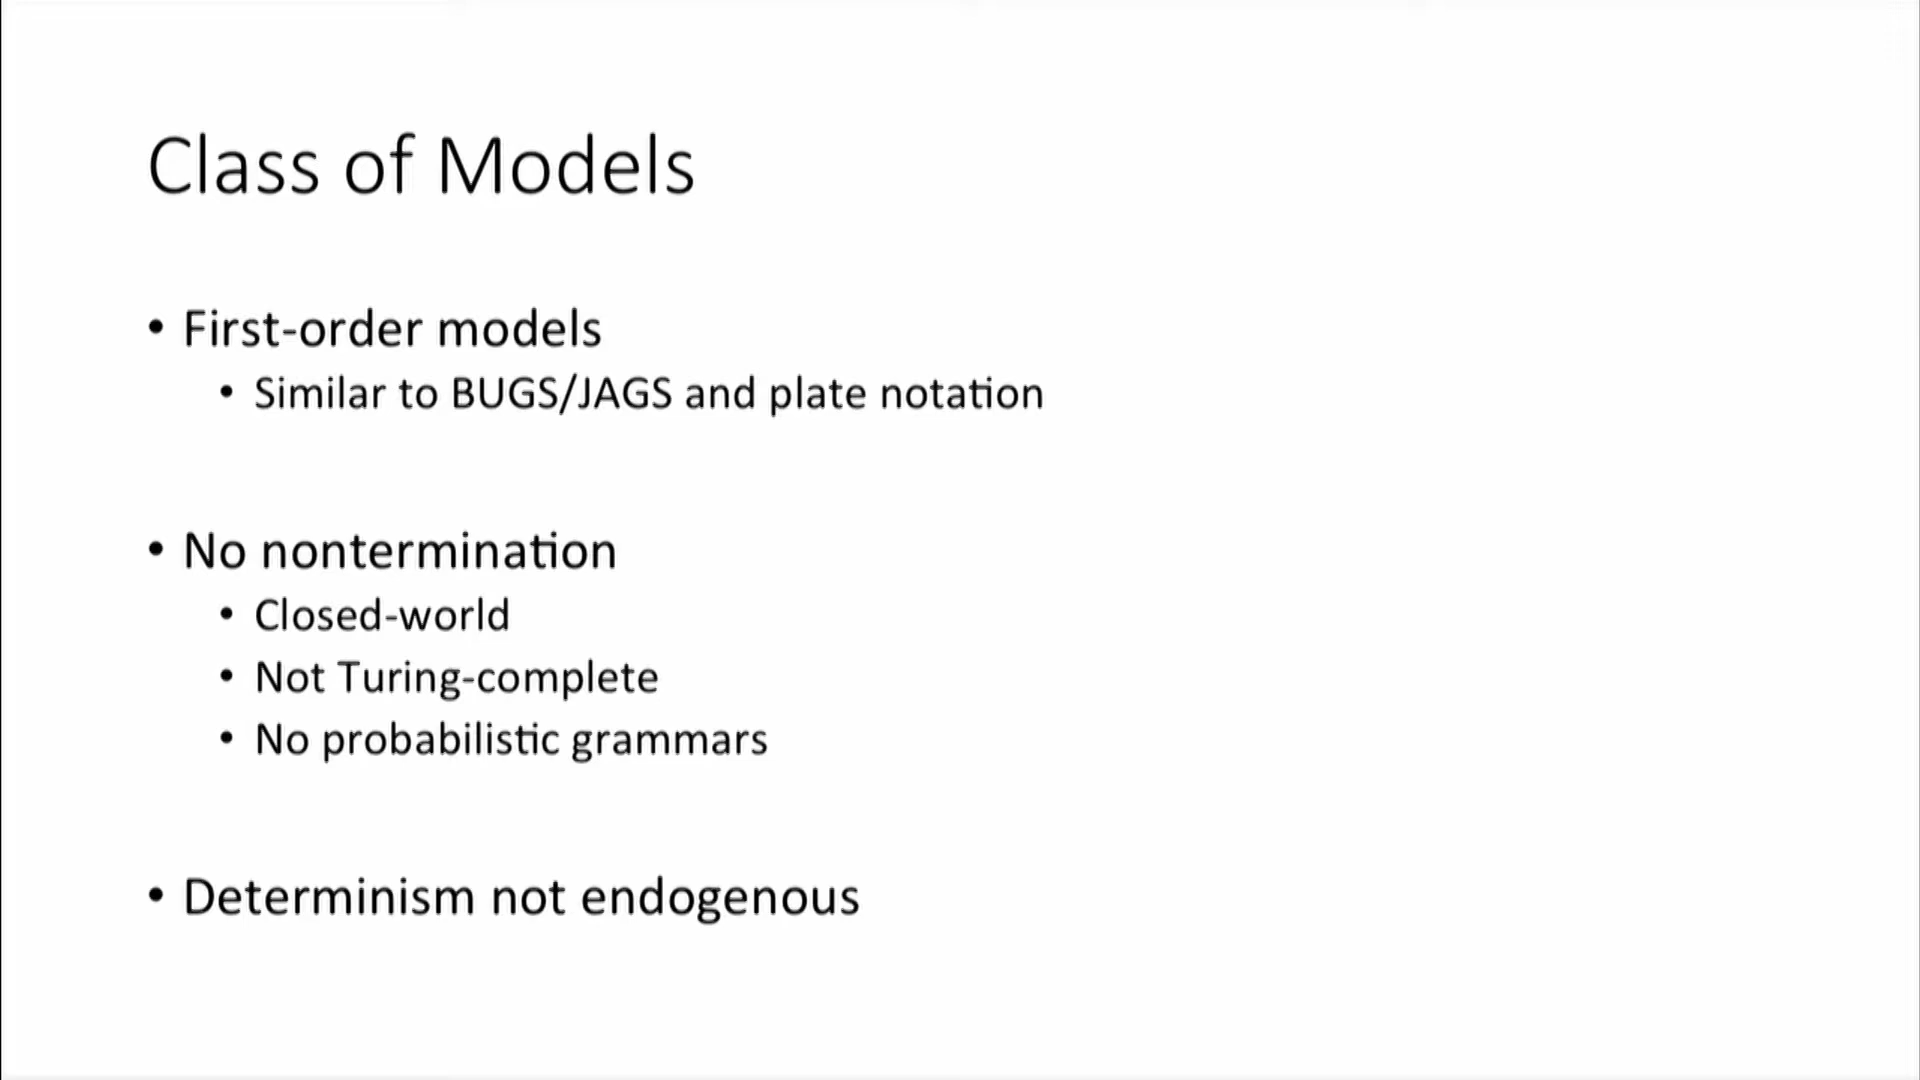 Class of Models
• First-order models
• Similar to BUGS/JAGS and plate notation
• No nontermination
• Closed-world
• Not Turing-complete
• No probabilistic grammars
• Determinism not endogenous